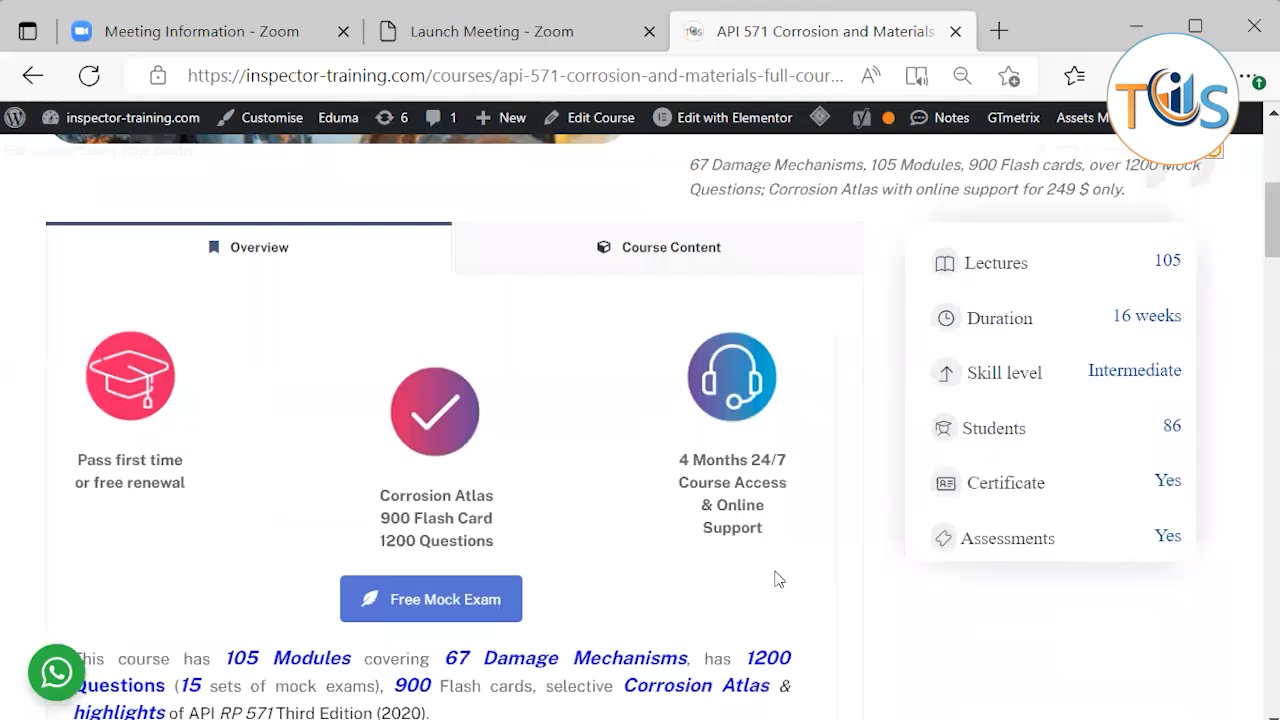 Meeting Information - Zoom
Launch Meeting - Zoom
API 571 Corrosion and Materials
https://inspector-training.com/courses/api-571-corrosion-and-materials-full-cour...
inspector-training.com Customise Eduma 6 1 New Edit Course Edit with Elementor Notes GTmetrix Assets M
TIS
67 Damage Mechanisms, 105 Modules, 900 Flash cards, over 1200 Mock
Questions; Corrosion Atlas with online support for 249 $ only.
Overview
Course Content
Lectures 105
Duration 16 weeks
Skill level Intermediate
Students 86
Certificate Yes
Assessments Yes
Pass first time
or free renewal
Corrosion Atlas
900 Flash Card
1200 Questions
4 Months 24/7
Course Access
& Online
Support
Free Mock Exam
This course has 105 Modules covering 67 Damage Mechanisms, has 1200
Questions (15 sets of mock exams), 900 Flash cards, selective Corrosion Atlas &
highlights of API RP 571 Third Edition (2020).